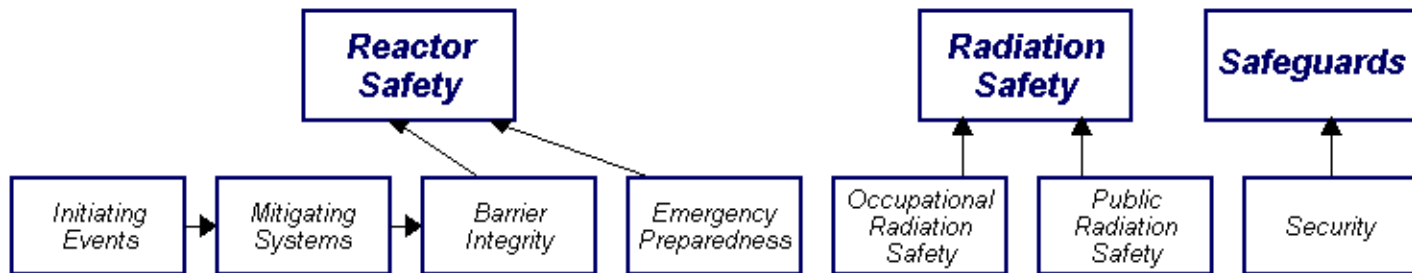 Reactor
Safety
Radiation
Safety
Safeguards
Initiating
Events
Mitigating
Systems
Barrier
Integrity
Emergency
Preparedness
Occupational
Radiation
Safety
Public
Radiation
Safety
Security